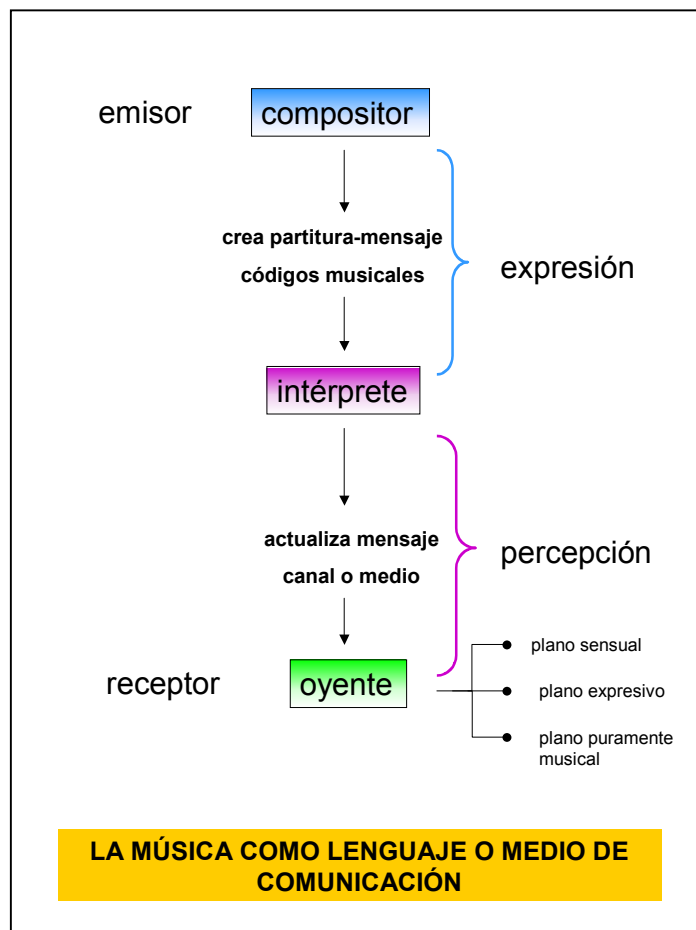 emisor
compositor
crea partitura-mensaje
códigos musicales
expresión
intérprete
actualiza mensaje
canal o medio
percepción
receptor
oyente
plano sensual
plano expresivo
plano puramente
musical
LA MÚSICA COMO LENGUAJE O MEDIO DE
COMUNICACIÓN